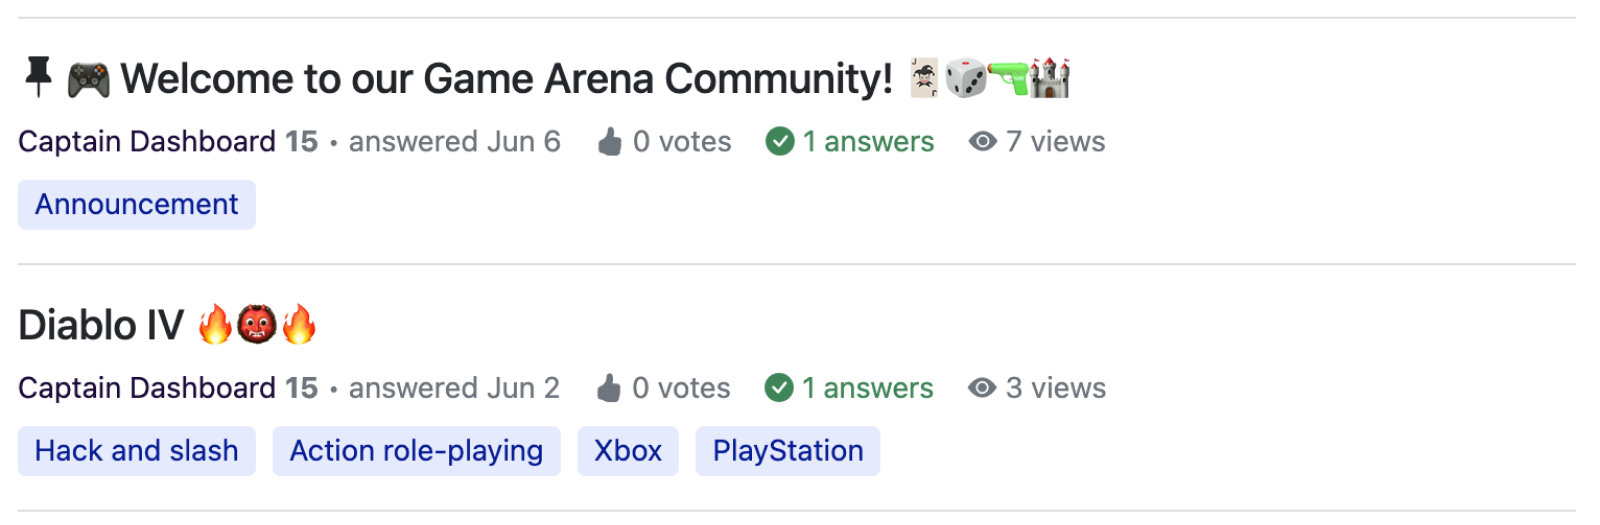 📌 🎮 Welcome to our Game Arena Community! 🃏🎲🔫🏰
Captain Dashboard 15 • answered Jun 6 👍 0 votes ✅ 1 answers 👁 7 views
Announcement
Diablo IV 🔥👹🔥
Captain Dashboard 15 • answered Jun 2 👍 0 votes ✅ 1 answers 👁 3 views
Hack and slash Action role-playing Xbox PlayStation